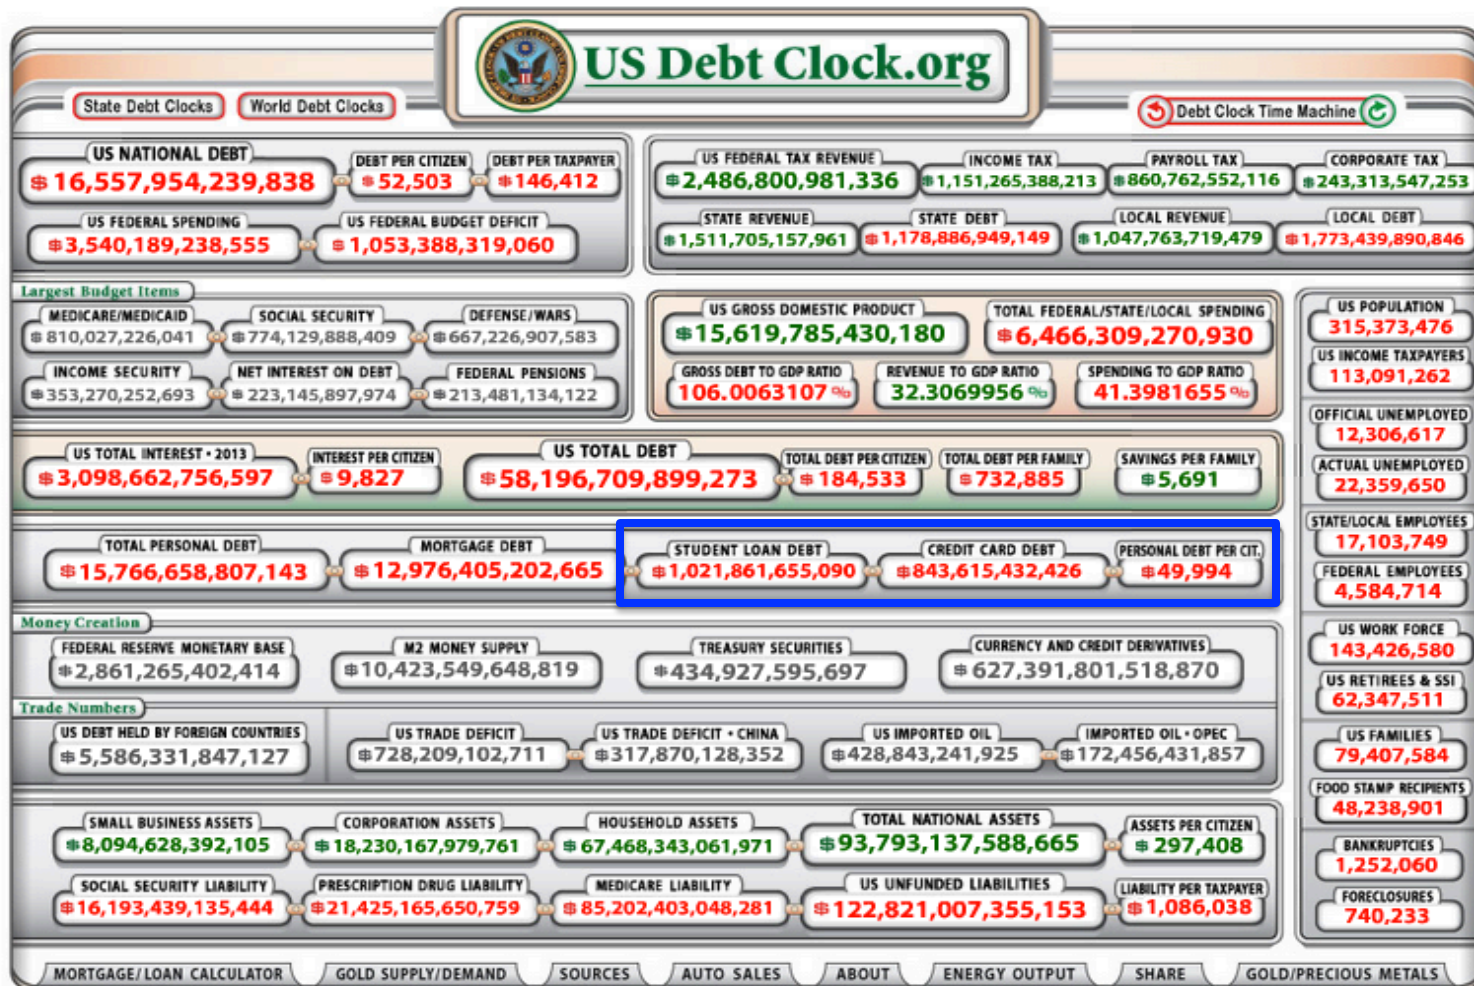 US Debt Clock.org
State Debt Clocks World Debt Clocks Debt Clock Time Machine
US NATIONAL DEBT DEBT PER CITIZEN DEBT PER TAXPAYER
$16,557,954,239,838 $52,503 $146,412
US FEDERAL SPENDING US FEDERAL BUDGET DEFICIT
$3,540,189,238,555 $1,053,388,319,060
US FEDERAL TAX REVENUE INCOME TAX PAYROLL TAX CORPORATE TAX
$2,486,800,981,336 $1,151,265,388,213 $860,762,552,116 $243,313,547,253
STATE REVENUE STATE DEBT LOCAL REVENUE LOCAL DEBT
$1,511,705,157,961 $1,178,886,949,149 $1,047,763,719,479 $1,773,439,890,846
Largest Budget Items
MEDICARE/MEDICAID SOCIAL SECURITY DEFENSE/WARS
$810,027,226,041 $774,129,888,409 $667,226,907,583
INCOME SECURITY NET INTEREST ON DEBT FEDERAL PENSIONS
$353,270,252,693 $223,145,897,974 $213,481,134,122
US GROSS DOMESTIC PRODUCT TOTAL FEDERAL/STATE/LOCAL SPENDING
$15,619,785,430,180 $6,466,309,270,930
GROSS DEBT TO GDP RATIO REVENUE TO GDP RATIO SPENDING TO GDP RATIO
106.0063107% 32.3069956% 41.3981655%
US TOTAL INTEREST · 2013 INTEREST PER CITIZEN US TOTAL DEBT TOTAL DEBT PER CITIZEN TOTAL DEBT PER FAMILY SAVINGS PER FAMILY
$3,098,662,756,597 $9,827 $58,196,709,899,273 $184,533 $732,885 $5,691
TOTAL PERSONAL DEBT MORTGAGE DEBT STUDENT LOAN DEBT CREDIT CARD DEBT PERSONAL DEBT PER CIT.
$15,766,658,807,143 $12,976,405,202,665 $1,021,861,655,090 $843,615,432,426 $49,994
Money Creation
FEDERAL RESERVE MONETARY BASE M2 MONEY SUPPLY TREASURY SECURITIES CURRENCY AND CREDIT DERIVATIVES
$2,861,265,402,414 $10,423,549,648,819 $434,927,595,697 $627,391,801,518,870
Trade Numbers
US DEBT HELD BY FOREIGN COUNTRIES US TRADE DEFICIT US TRADE DEFICIT · CHINA US IMPORTED OIL IMPORTED OIL · OPEC
$5,586,331,847,127 $728,209,102,711 $317,870,128,352 $428,843,241,925 $172,456,431,857
SMALL BUSINESS ASSETS CORPORATION ASSETS HOUSEHOLD ASSETS TOTAL NATIONAL ASSETS ASSETS PER CITIZEN
$8,094,628,392,105 $18,230,167,979,761 $67,468,343,061,971 $93,793,137,588,665 $297,408
SOCIAL SECURITY LIABILITY PRESCRIPTION DRUG LIABILITY MEDICARE LIABILITY US UNFUNDED LIABILITIES LIABILITY PER TAXPAYER
$16,193,439,135,444 $21,425,165,650,759 $85,202,403,048,281 $122,821,007,355,153 $1,086,038
US POPULATION
315,373,476
US INCOME TAXPAYERS
113,091,262
OFFICIAL UNEMPLOYED
12,306,617
ACTUAL UNEMPLOYED
22,359,650
STATE/LOCAL EMPLOYEES
17,103,749
FEDERAL EMPLOYEES
4,584,714
US WORK FORCE
143,426,580
US RETIREES & SSI
62,347,511
US FAMILIES
79,407,584
FOOD STAMP RECIPIENTS
48,238,901
BANKRUPTCIES
1,252,060
FORECLOSURES
740,233
MORTGAGE/LOAN CALCULATOR GOLD SUPPLY/DEMAND SOURCES AUTO SALES ABOUT ENERGY OUTPUT SHARE GOLD/PRECIOUS METALS